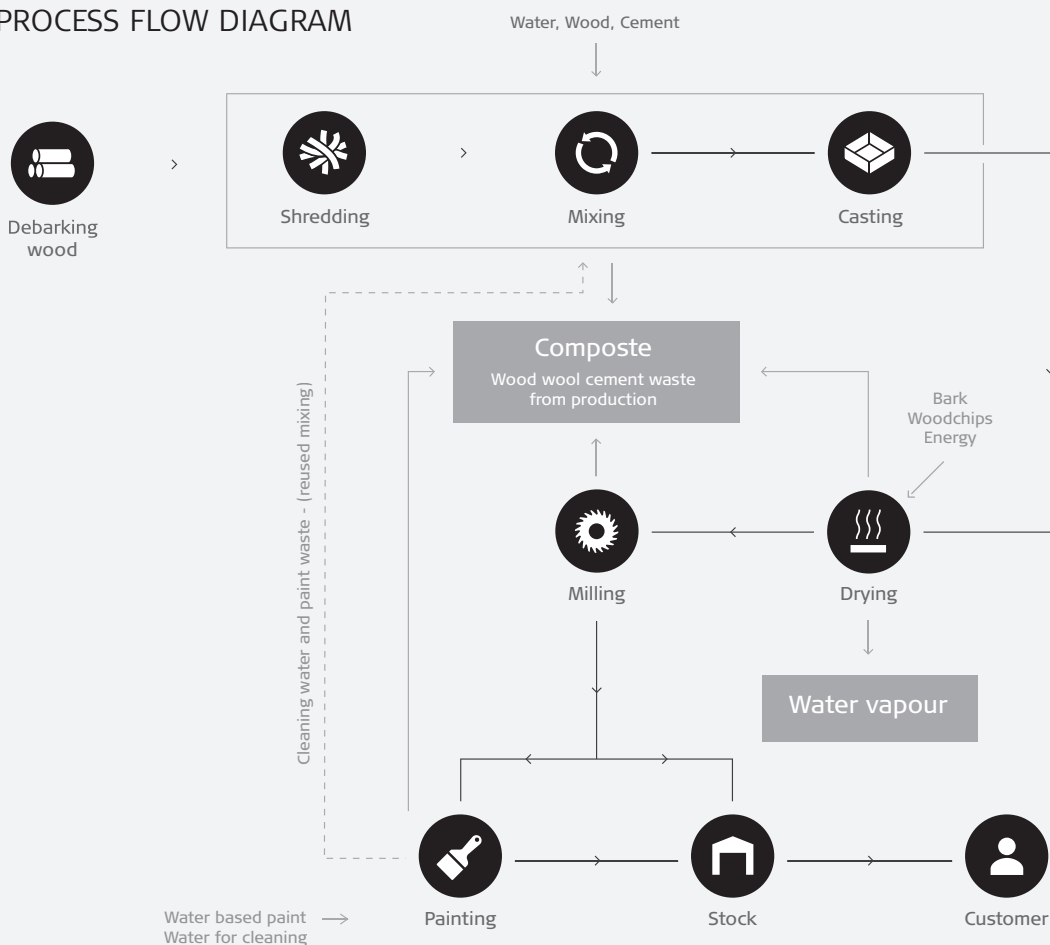 PROCESS FLOW DIAGRAM
Water, Wood, Cement
Debarking
wood
Shredding
Mixing
Casting
Composte
Wood wool cement waste
from production
Bark
Woodchips
Energy
Cleaning water and paint waste - (reused mixing)
Milling
Drying
Water vapour
Painting
Stock
Customer
Water based paint
Water for cleaning